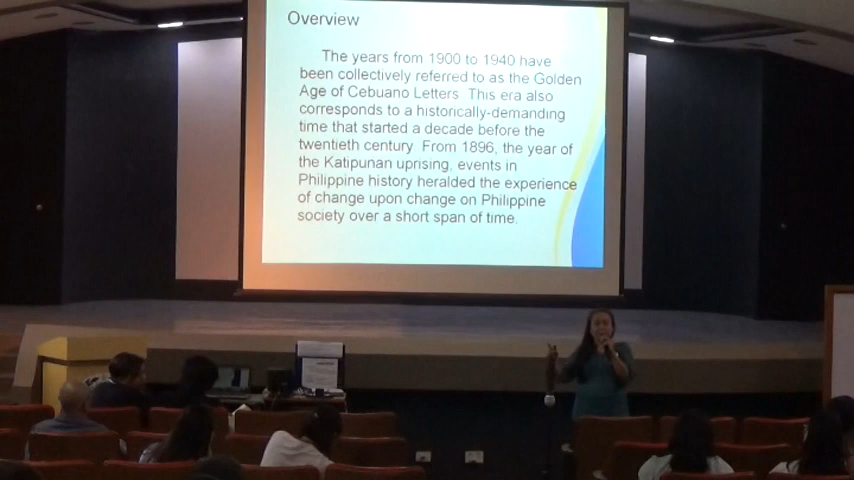 Overview
The years from 1900 to 1940 have
been collectively referred to as the Golden
Age of Cebuano Letters. This era also
corresponds to a historically-demanding
time that started a decade before the
twentieth century. From 1896, the year of
the Katipunan uprising, events in
Philippine history heralded the experience
of change upon change on Philippine
society over a short span of time.